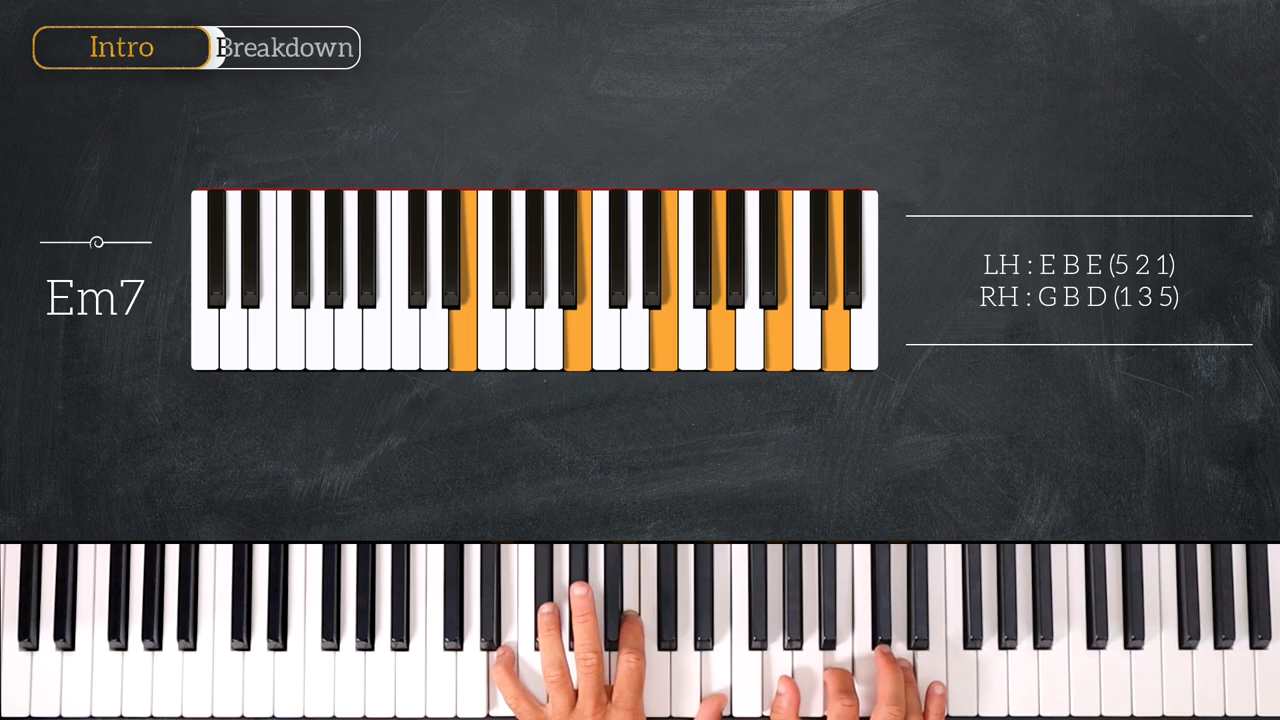 Intro
Breakdown
Em7
LH : E B E (5 2 1)
RH : G B D (1 3 5)